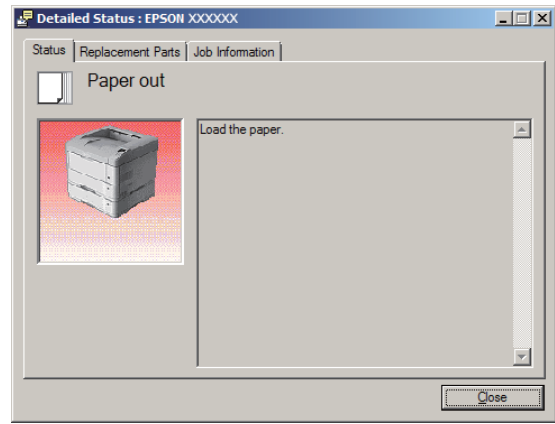 Detailed Status : EPSON XXXXXX
Status Replacement Parts Job Information
Paper out
Load the paper.
Close